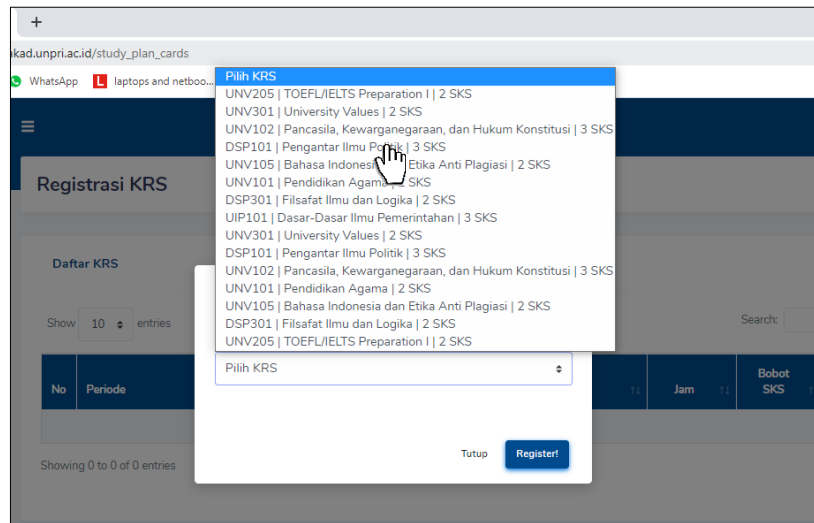 +
kad.unpri.ac.id/study_plan_cards
WhatsApp L laptops and netboo...
Pilih KRS
UNV205 | TOEFL/IELTS Preparation I | 2 SKS
UNV301 | University Values | 2 SKS
UNV102 | Pancasila, Kewarganegaraan, dan Hukum Konstitusi | 3 SKS
DSP101 | Pengantar Ilmu Politik | 3 SKS
UNV105 | Bahasa Indonesia Etika Anti Plagiasi | 2 SKS
UNV101 | Pendidikan Agama | 2 SKS
DSP301 | Filsafat Ilmu dan Logika | 2 SKS
UIP101 | Dasar-Dasar Ilmu Pemerintahan | 3 SKS
UNV301 | University Values | 2 SKS
DSP101 | Pengantar Ilmu Politik | 3 SKS
UNV102 | Pancasila, Kewarganegaraan, dan Hukum Konstitusi | 3 SKS
UNV101 | Pendidikan Agama | 2 SKS
UNV105 | Bahasa Indonesia dan Etika Anti Plagiasi | 2 SKS
DSP301 | Filsafat Ilmu dan Logika | 2 SKS
UNV205 | TOEFL/IELTS Preparation I | 2 SKS
Registrasi KRS
Daftar KRS
Show 10 entries
Search:
Pilih KRS
No Periode Jam Bobot SKS
Showing 0 to 0 of 0 entries
Tutup Register!